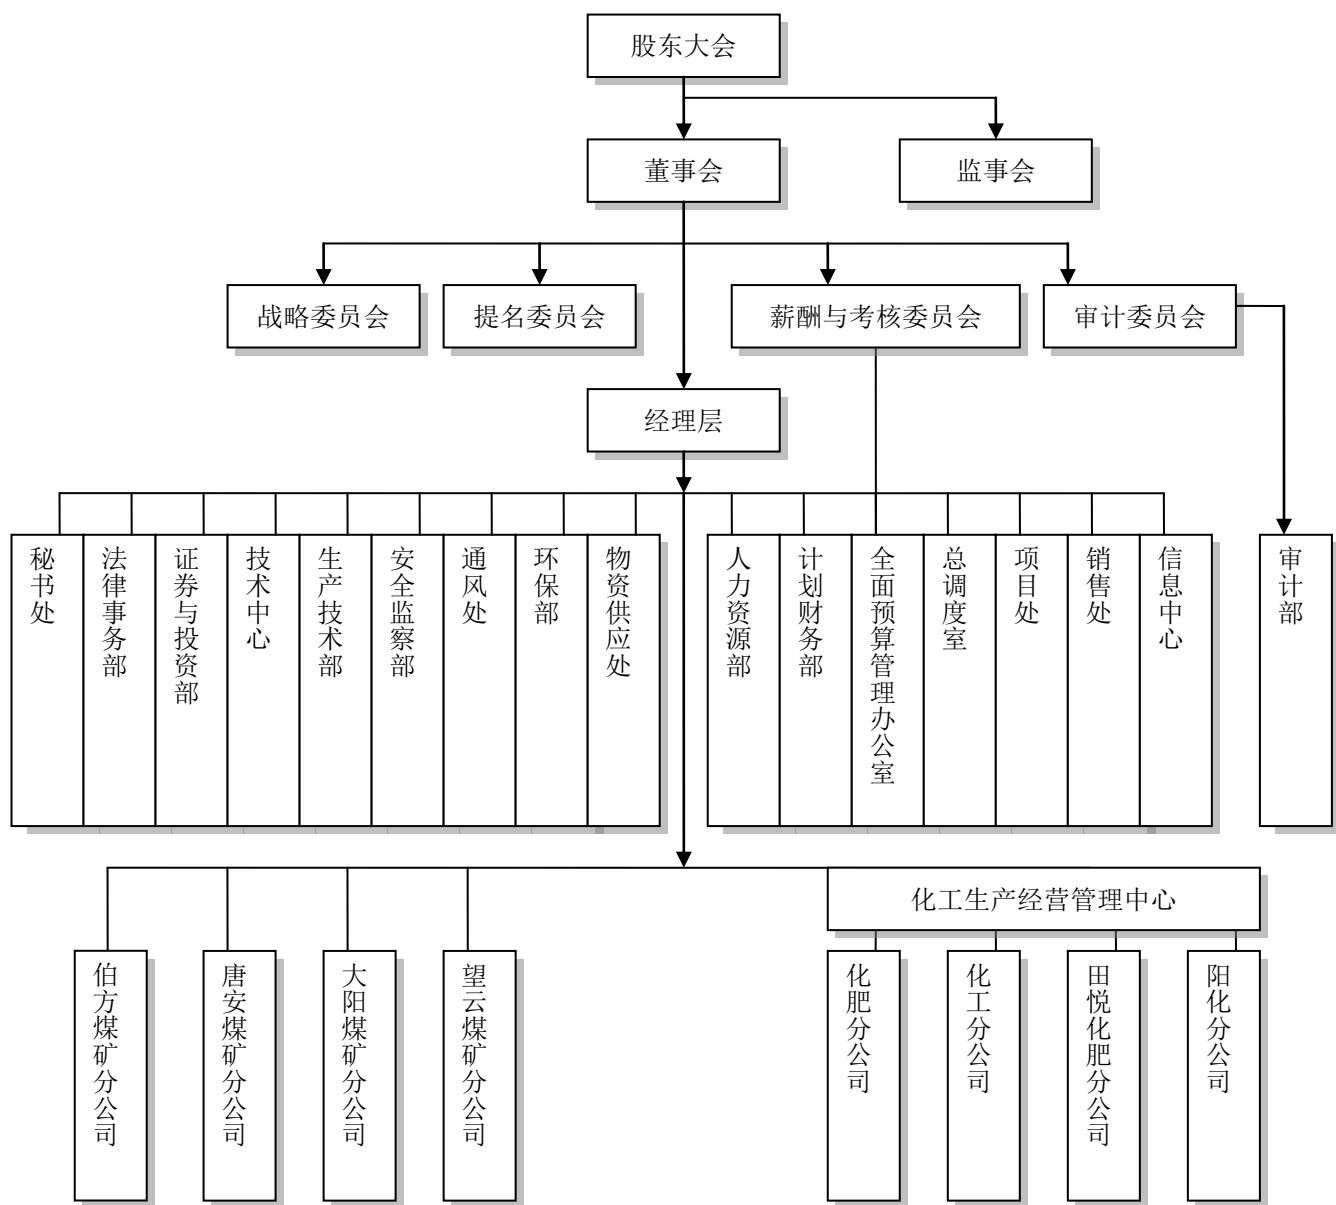 股东大会
董事会
监事会
战略委员会
提名委员会
薪酬与考核委员会
审计委员会
经理层
秘书处
法律事务部
证券与投资部
技术中心
生产技术部
安全监察部
通风处
环保部
物资供应处
人力资源部
计划财务部
全面预算管理办公室
总调度室
项目处
销售处
信息中心
审计部
化工生产经营管理中心
伯方煤矿分公司
唐安煤矿分公司
大阳煤矿分公司
望云煤矿分公司
化肥分公司
化工分公司
田悦化肥分公司
阳化分公司